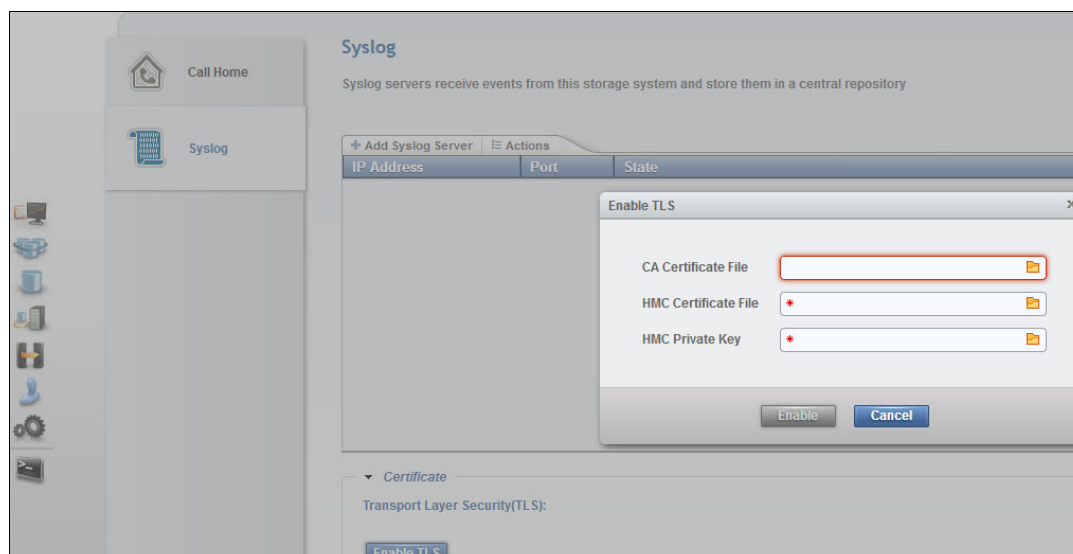 Call Home
Syslog
Syslog
Syslog servers receive events from this storage system and store them in a central repository
Add Syslog Server Actions
IP Address Port State
Enable TLS
CA Certificate File
HMC Certificate File *
HMC Private Key *
Enable Cancel
Certificate
Transport Layer Security(TLS):
Enable TLS